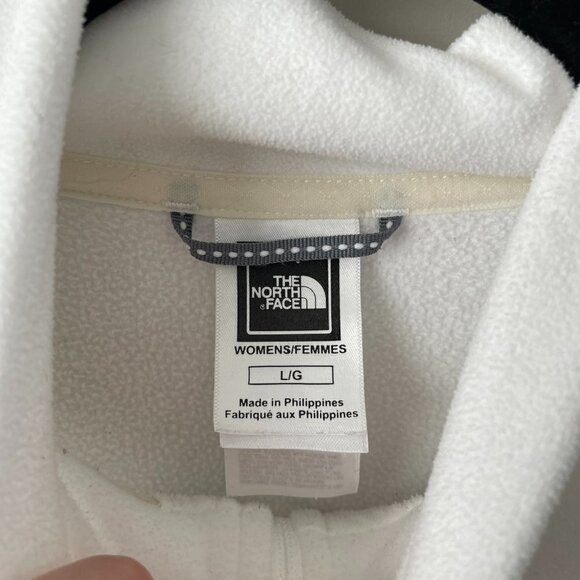 THE
NORTH
FACE
WOMENS/FEMMES
L/G
Made in Philippines
Fabriqué aux Philippines